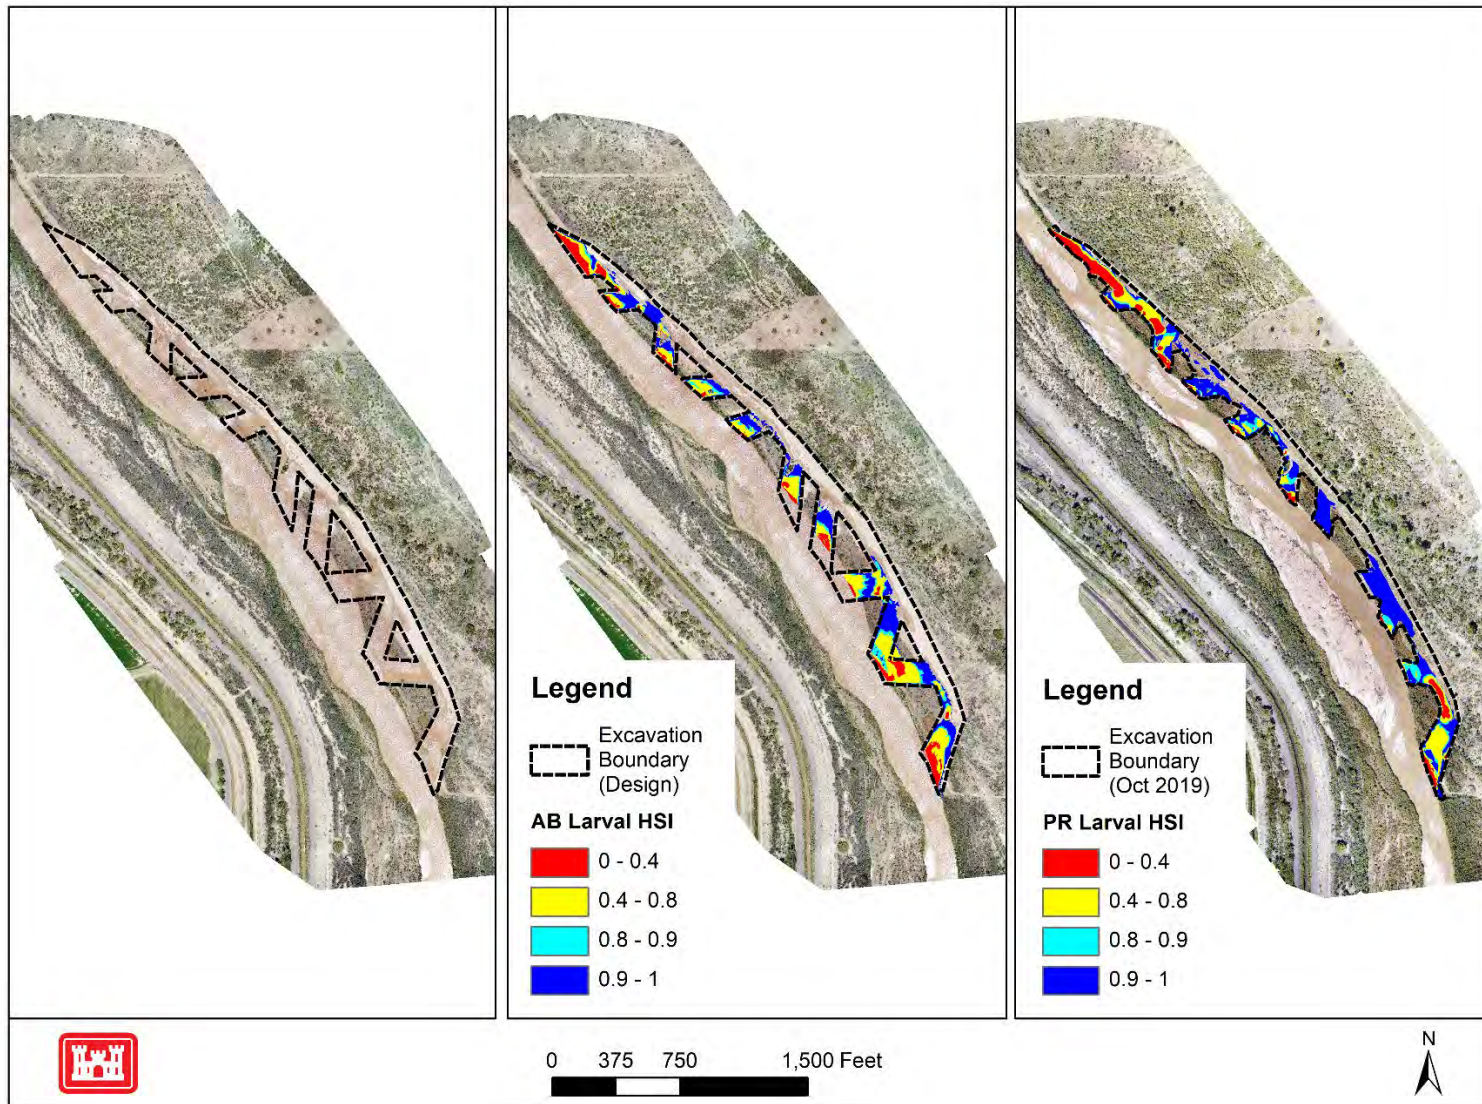 Legend
Excavation
Boundary
(Design)
AB Larval HSI
0 - 0.4
0.4 - 0.8
0.8 - 0.9
0.9 - 1
Legend
Excavation
Boundary
(Oct 2019)
PR Larval HSI
0 - 0.4
0.4 - 0.8
0.8 - 0.9
0.9 - 1
0 375 750 1,500 Feet
N